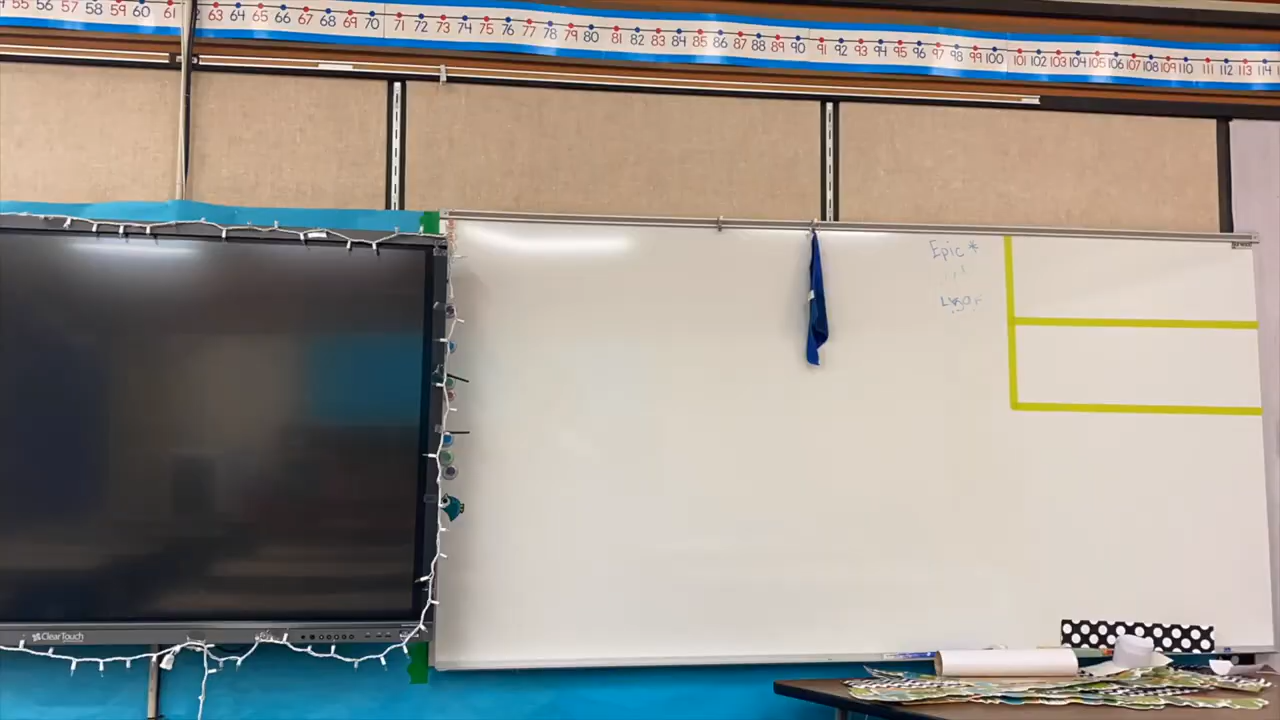 55 56 57 58 59 60 61 63 64 65 66 67 68 69 70 71 72 73 74 75 76 77 78 79 80 81 82 83 84 85 86 87 88 89 90 91 92 93 94 95 96 97 98 99 100 101 102 103 104 105 106 107 108 109 110 111 112 113 114
Epic *
ClearTouch